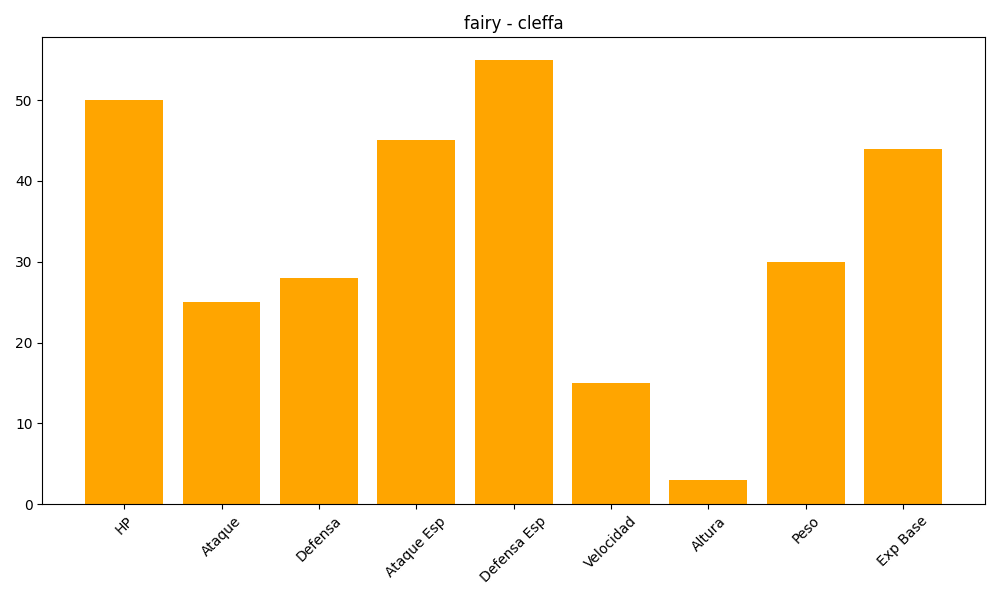 fairy - cleffa
50
40
30
20
10
0
HP
Ataque
Defensa
Ataque Esp
Defensa Esp
Velocidad
Altura
Peso
Exp Base